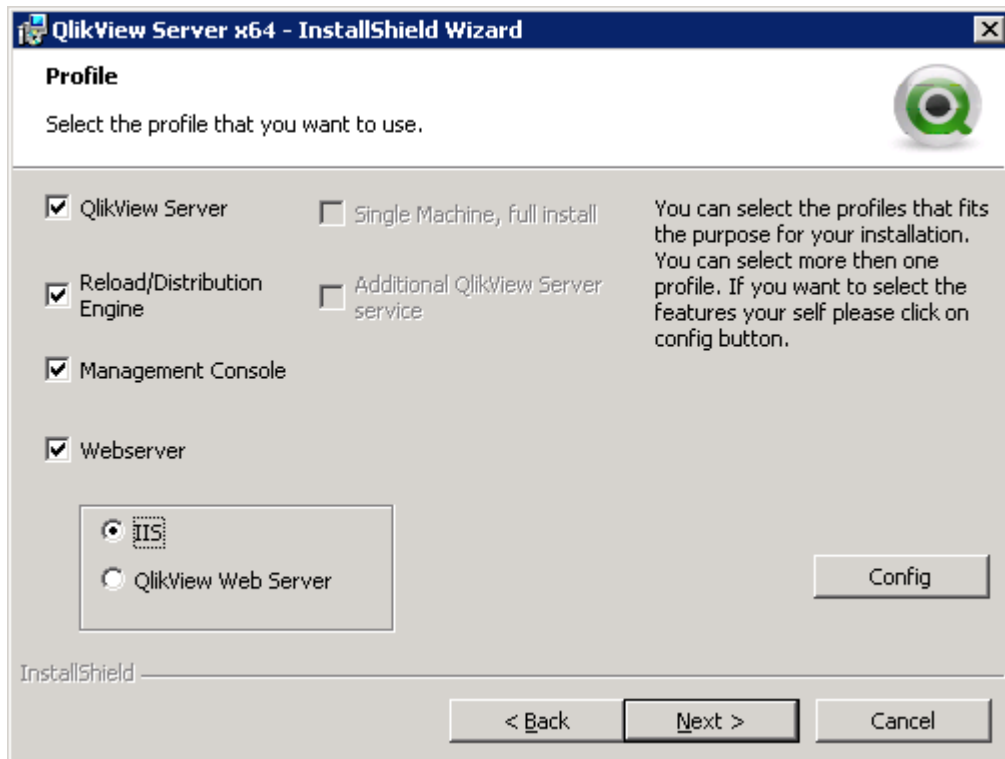 QlikView Server x64 - InstallShield Wizard
Profile
Select the profile that you want to use.
QlikView Server
Single Machine, full install
Reload/Distribution
Engine
Additional QlikView Server
service
Management Console
Webserver
IIS
QlikView Web Server
You can select the profiles that fits
the purpose for your installation.
You can select more then one
profile. If you want to select the
features your self please click on
config button.
Config
InstallShield
< Back
Next >
Cancel